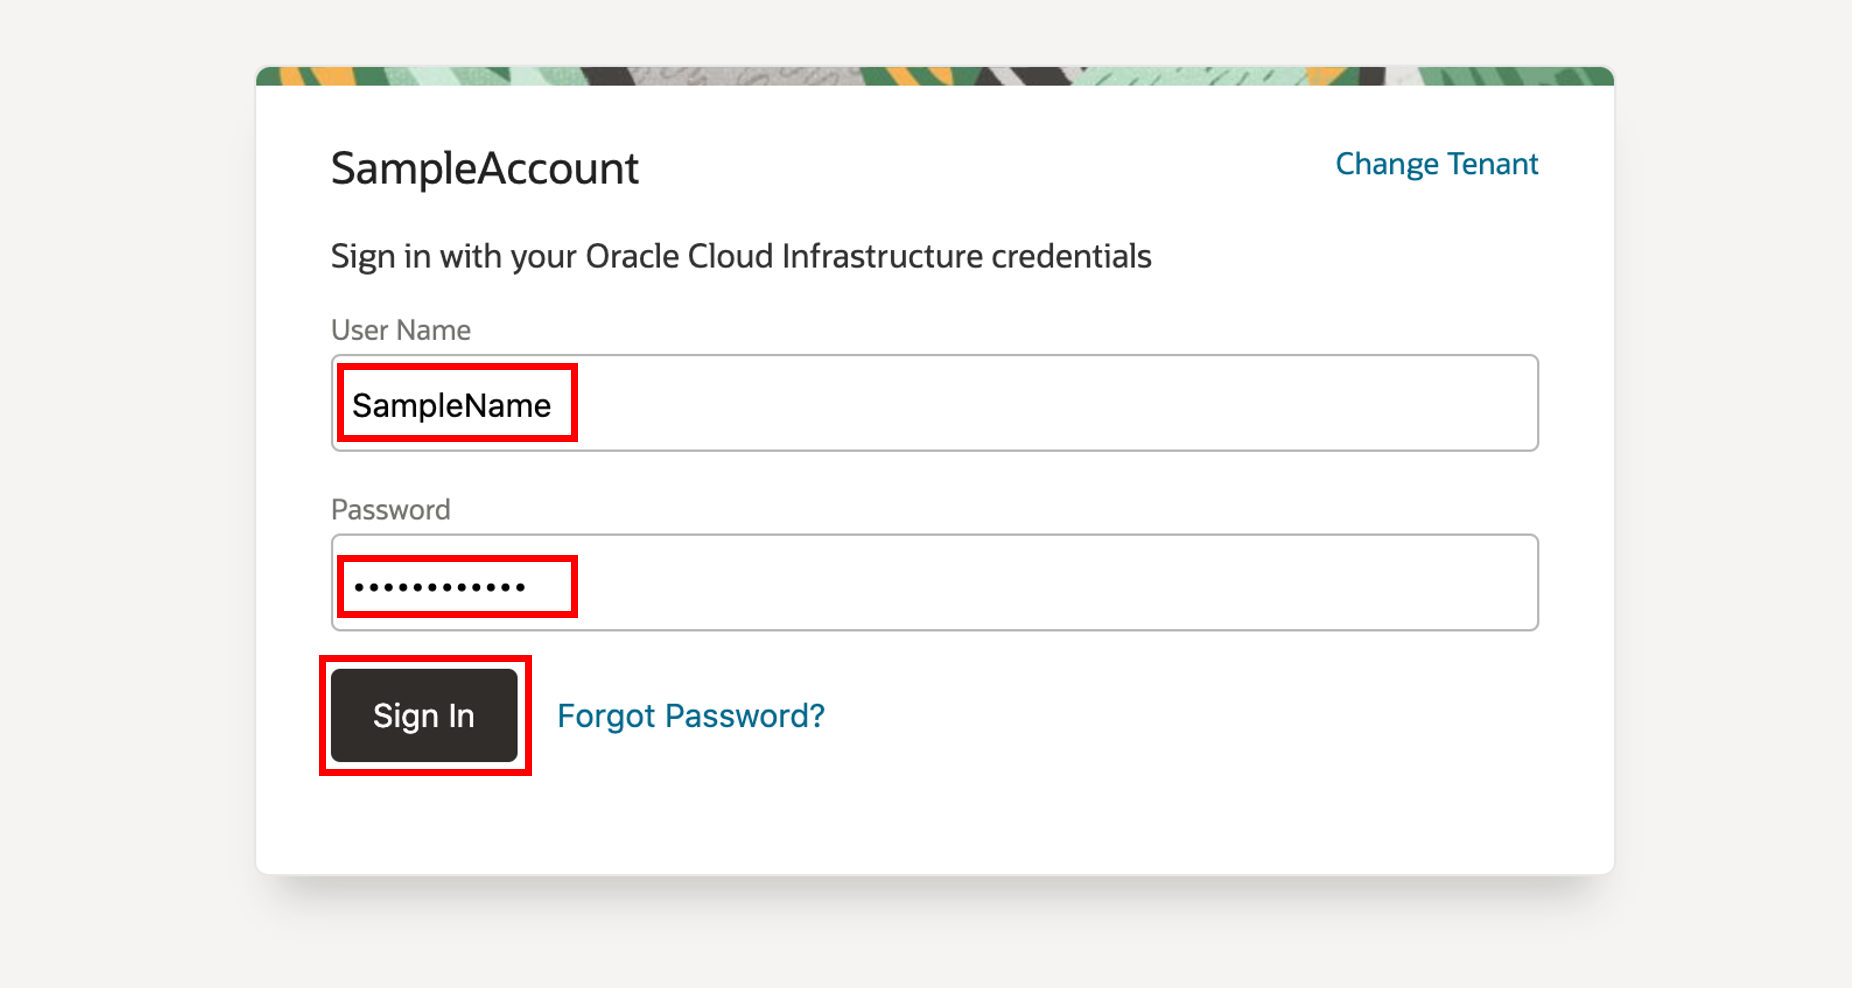 SampleAccount
Change Tenant
Sign in with your Oracle Cloud Infrastructure credentials
User Name
SampleName
Password
••••••••••••
Sign In
Forgot Password?